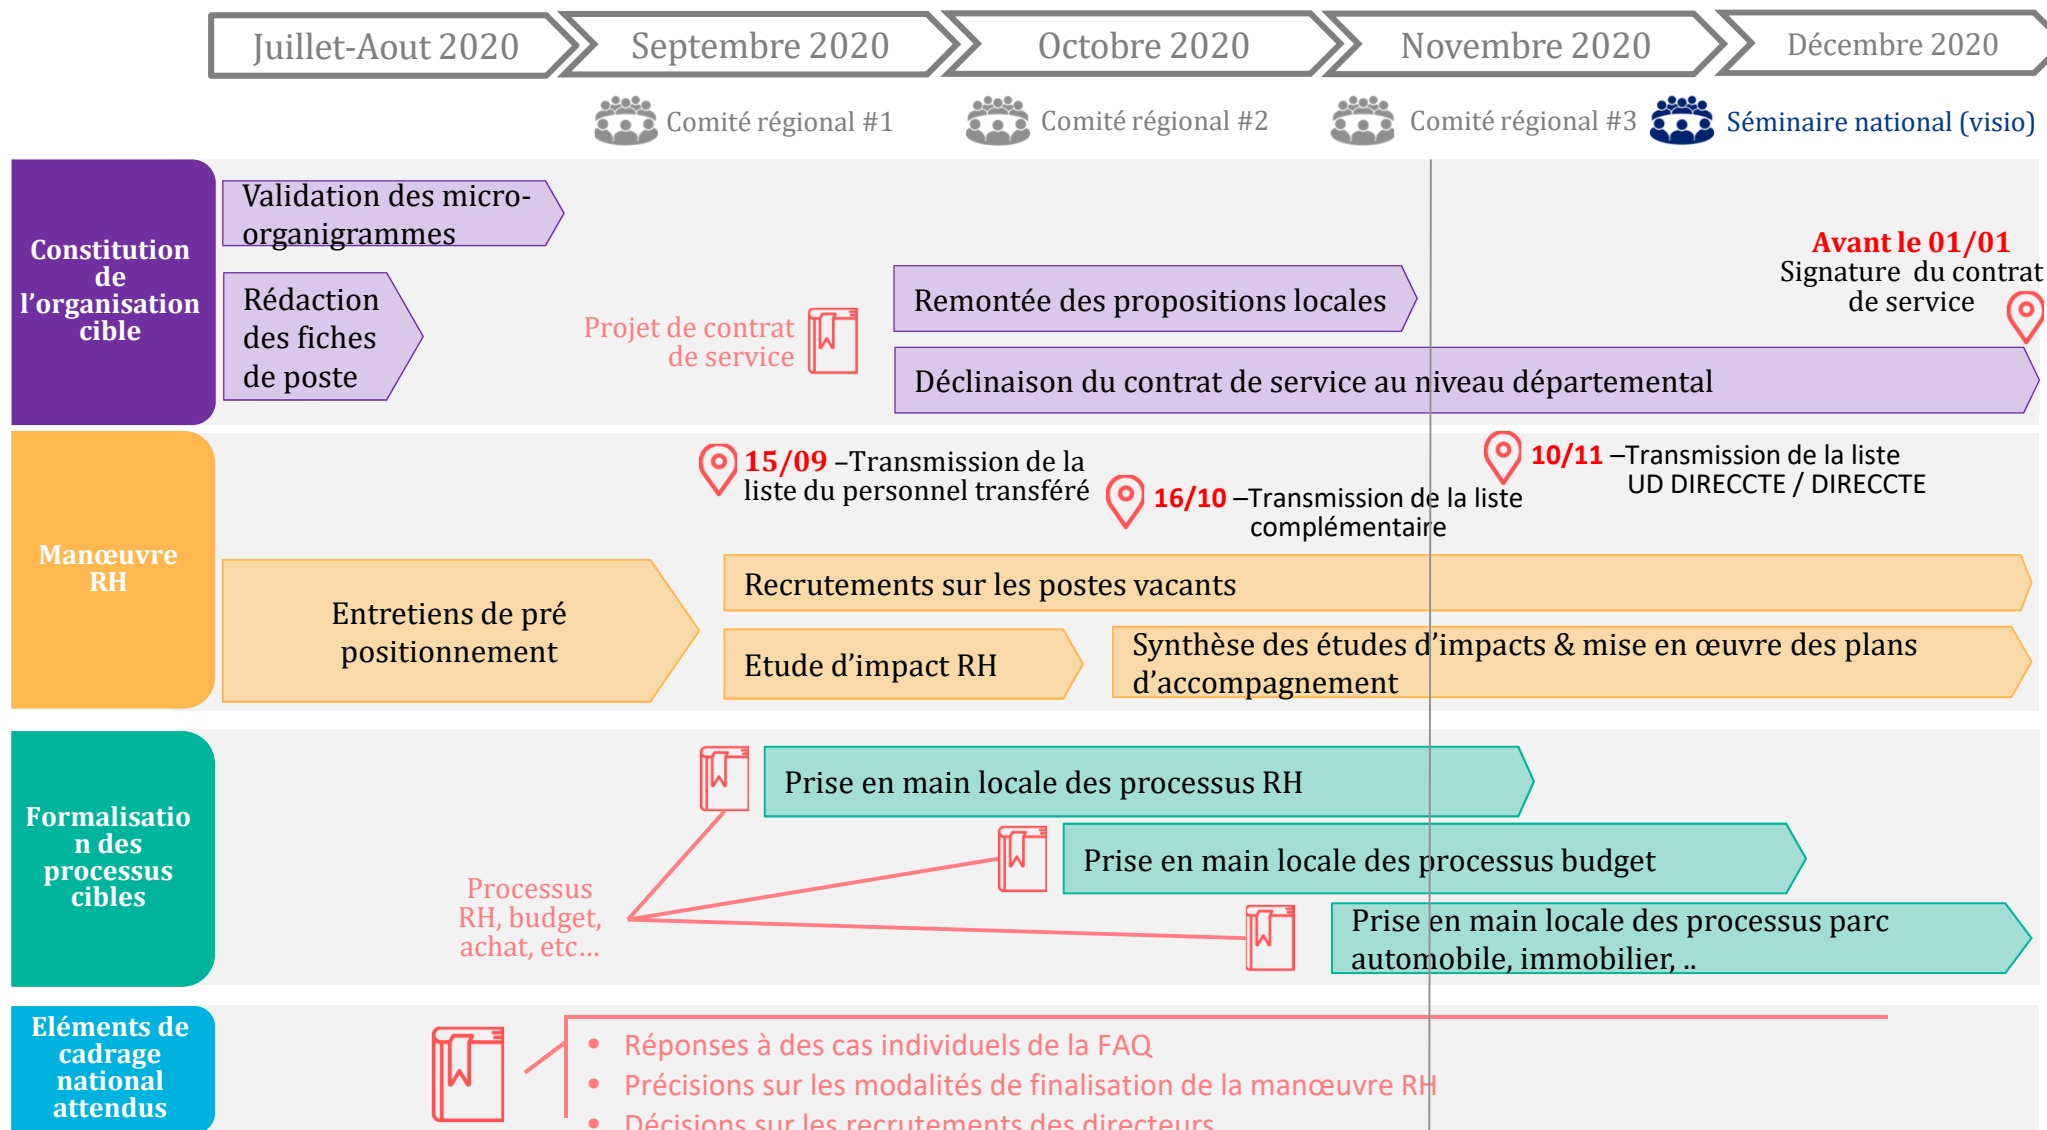 Juillet-Aout 2020
Septembre 2020
Octobre 2020
Novembre 2020
Décembre 2020
Comité régional #1
Comité régional #2
Comité régional #3
Séminaire national (visio)
Constitution
de
l’organisation
cible
Validation des micro-
organigrammes
Rédaction
des fiches
de poste
Projet de contrat
de service
Remontée des propositions locales
Déclinaison du contrat de service au niveau départemental
Avant le 01/01
Signature du contrat
de service
Manœuvre
RH
15/09 –Transmission de la
liste du personnel transféré
16/10 –Transmission de la liste
complémentaire
10/11 –Transmission de la liste
UD DIRECCTE / DIRECCTE
Entretiens de pré
positionnement
Recrutements sur les postes vacants
Etude d’impact RH
Synthèse des études d’impacts & mise en œuvre des plans
d’accompagnement
Formalisatio
n des
processus
cibles
Processus
RH, budget,
achat, etc…
Prise en main locale des processus RH
Prise en main locale des processus budget
Prise en main locale des processus parc
automobile, immobilier, ..
Eléments de
cadrage
national
attendus
• Réponses à des cas individuels de la FAQ
• Précisions sur les modalités de finalisation de la manœuvre RH
• Décisions sur les recrutements des directeurs